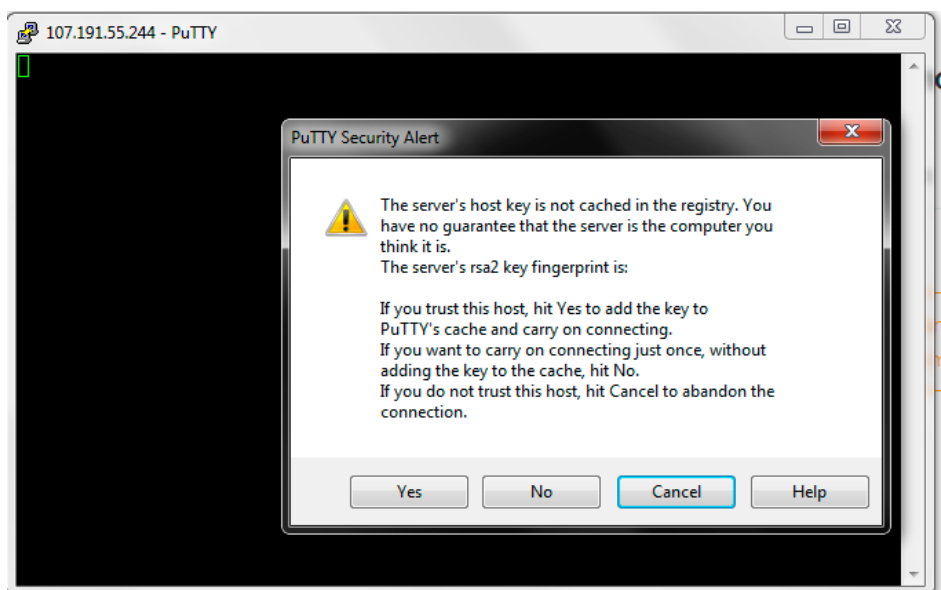 107.191.55.244 - PuTTY
PuTTY Security Alert
The server's host key is not cached in the registry. You
have no guarantee that the server is the computer you
think it is.
The server's rsa2 key fingerprint is:
If you trust this host, hit Yes to add the key to
PuTTY's cache and carry on connecting.
If you want to carry on connecting just once, without
adding the key to the cache, hit No.
If you do not trust this host, hit Cancel to abandon the
connection.
Yes
No
Cancel
Help